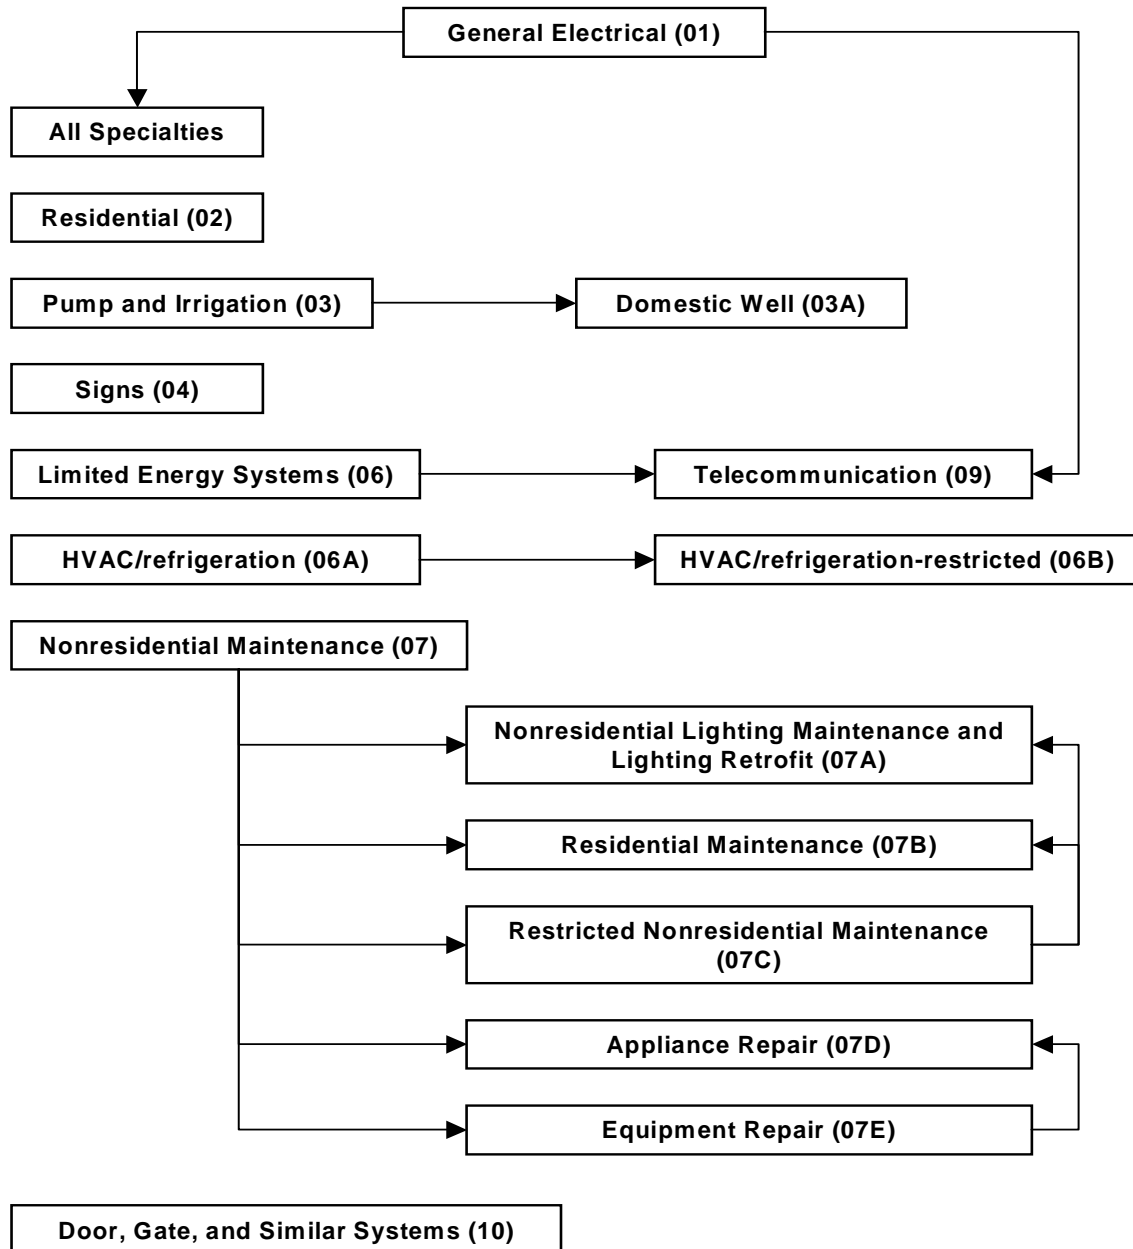 General Electrical (01)
All Specialties
Residential (02)
Pump and Irrigation (03)
Domestic Well (03A)
Signs (04)
Limited Energy Systems (06)
Telecommunication (09)
HVAC/refrigeration (06A)
HVAC/refrigeration-restricted (06B)
Nonresidential Maintenance (07)
Nonresidential Lighting Maintenance and
Lighting Retrofit (07A)
Residential Maintenance (07B)
Restricted Nonresidential Maintenance
(07C)
Appliance Repair (07D)
Equipment Repair (07E)
Door, Gate, and Similar Systems (10)